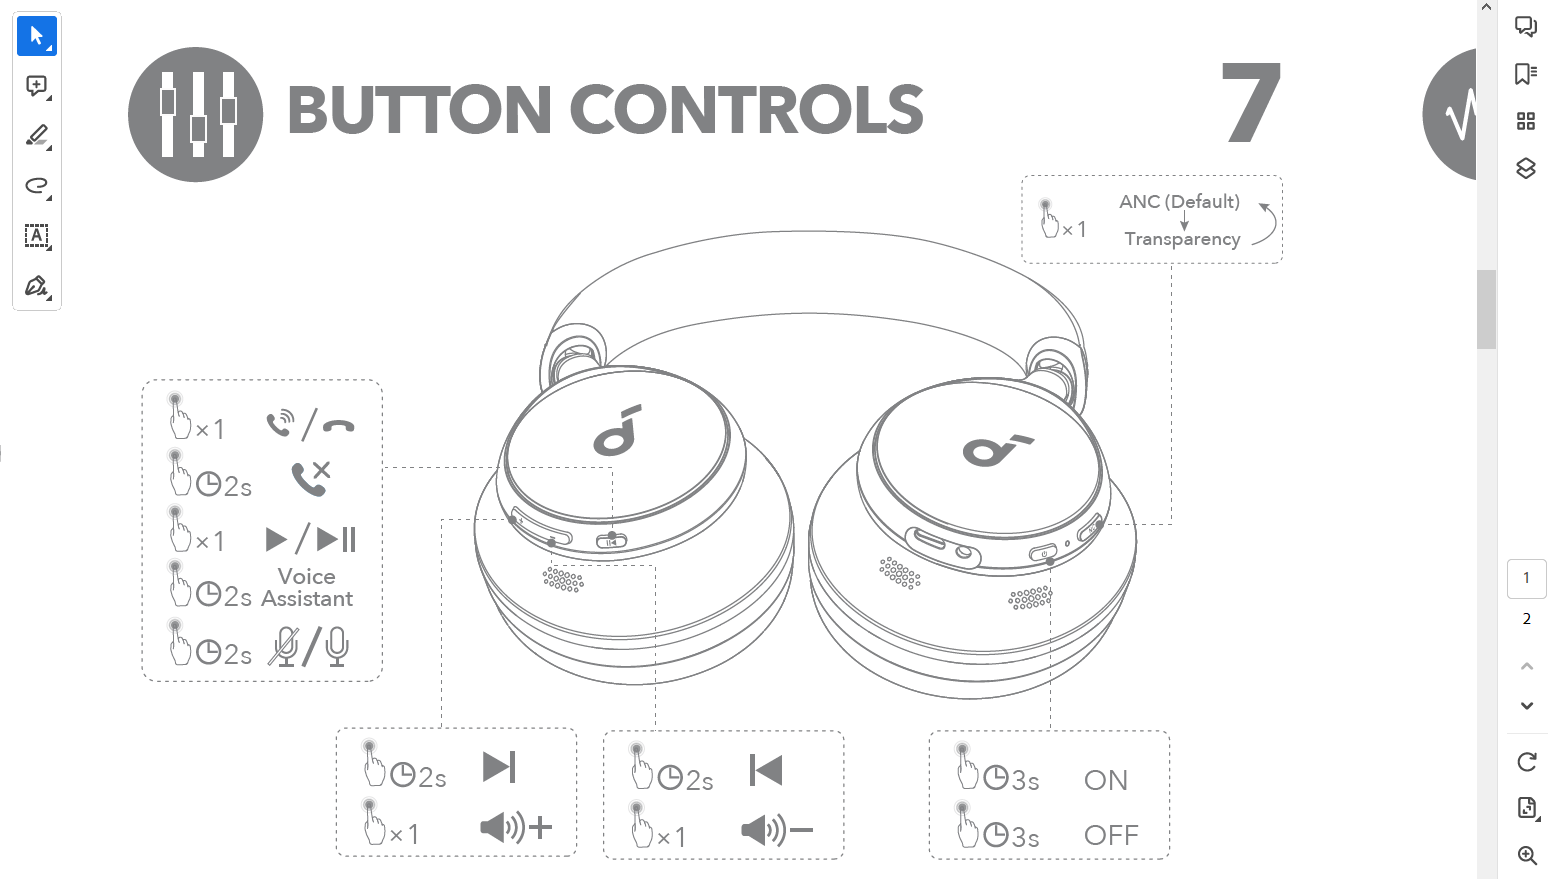 BUTTON CONTROLS
7
×1
ANC (Default)
Transparency
×1
2s
×1
2s
Voice
Assistant
2s
2s
×1
2s
×1
3s
ON
3s
OFF
A
1
2